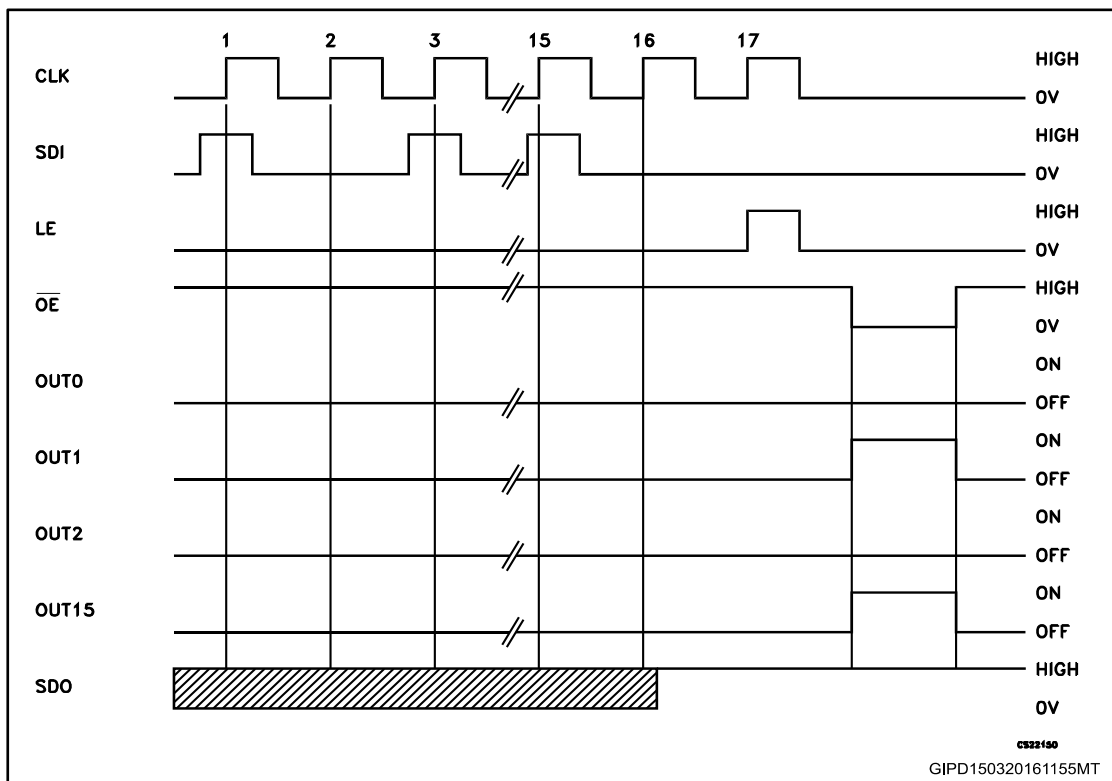 1 2 3 15 16 17
CLK HIGH
0V
SDI HIGH
0V
LE HIGH
0V
OE HIGH
0V
OUT0 ON
OFF
OUT1 ON
OFF
OUT2 ON
OFF
OUT15 ON
OFF
SDO HIGH
0V
CS22150
GIPD150320161155MT